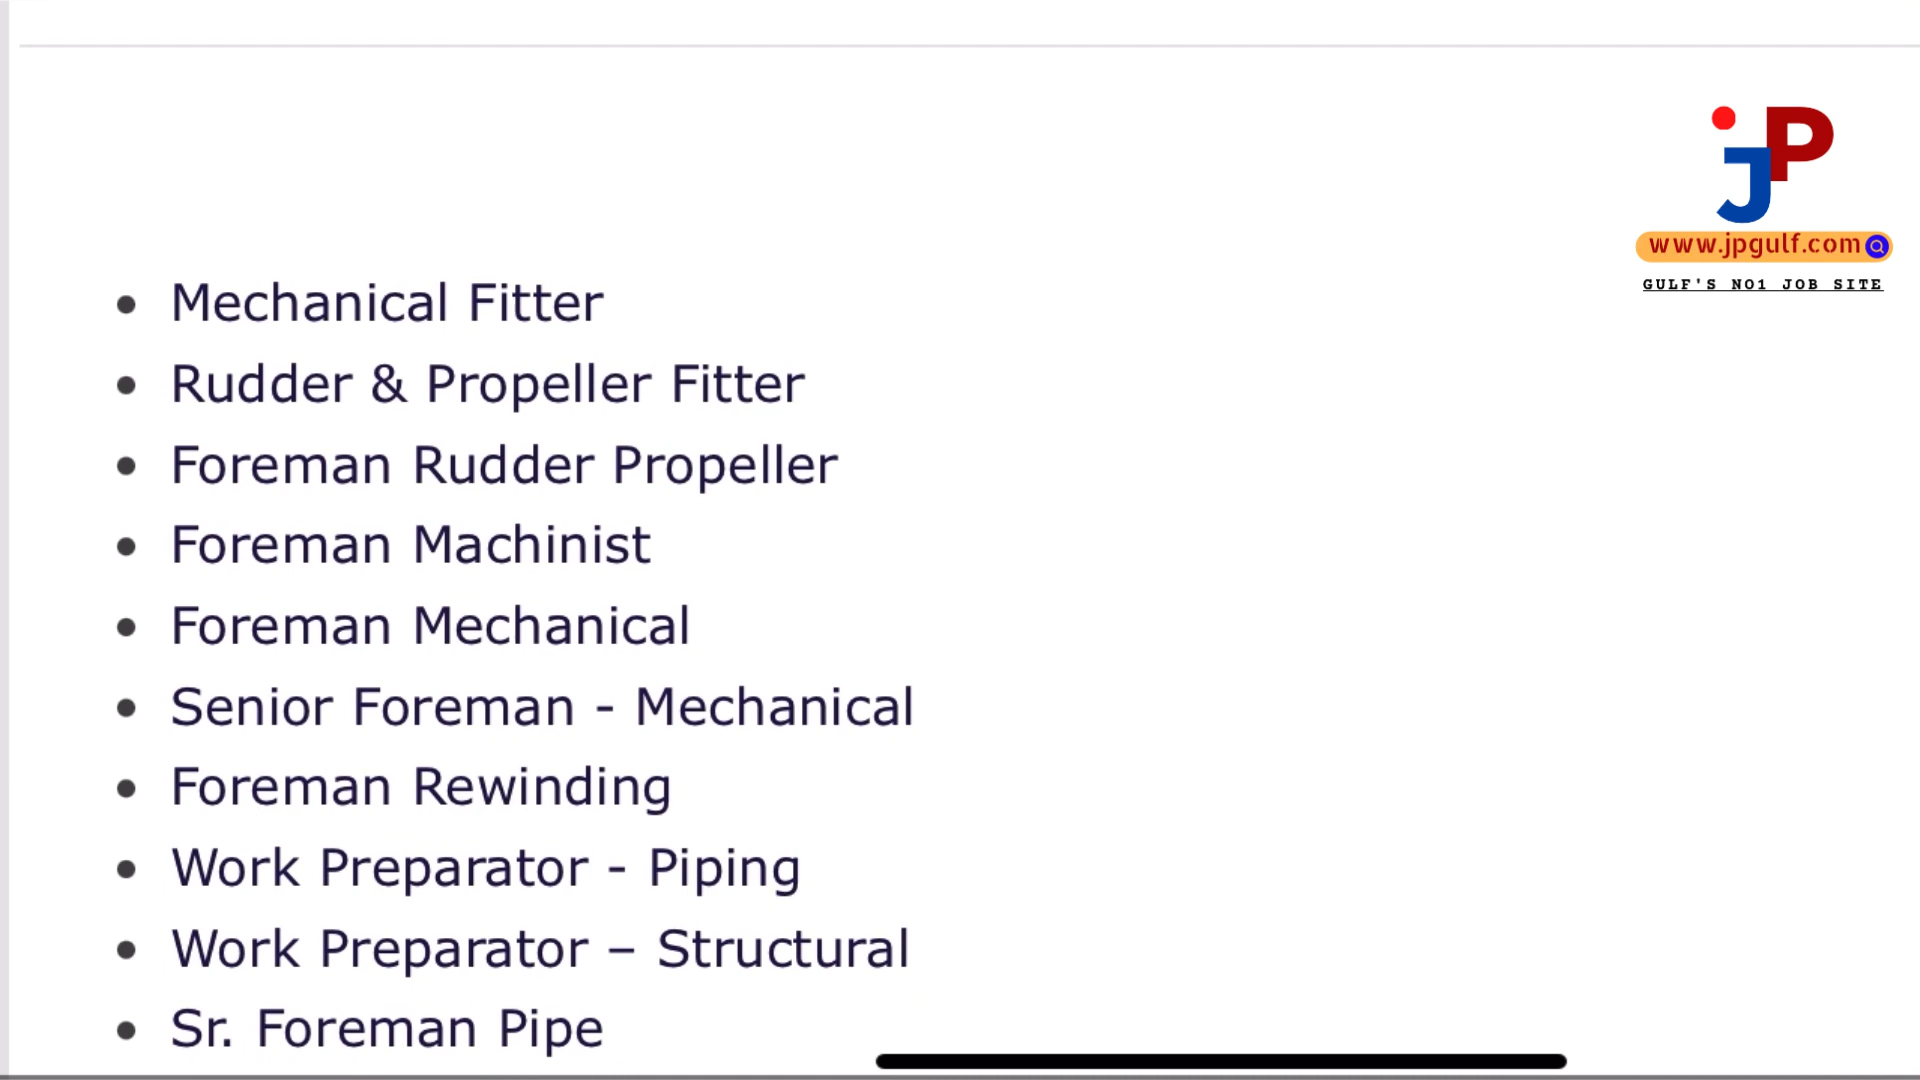 JP
www.jpgulf.com
GULF'S NO1 JOB SITE
Mechanical Fitter
Rudder & Propeller Fitter
Foreman Rudder Propeller
Foreman Machinist
Foreman Mechanical
Senior Foreman - Mechanical
Foreman Rewinding
Work Preparator - Piping
Work Preparator – Structural
Sr. Foreman Pipe